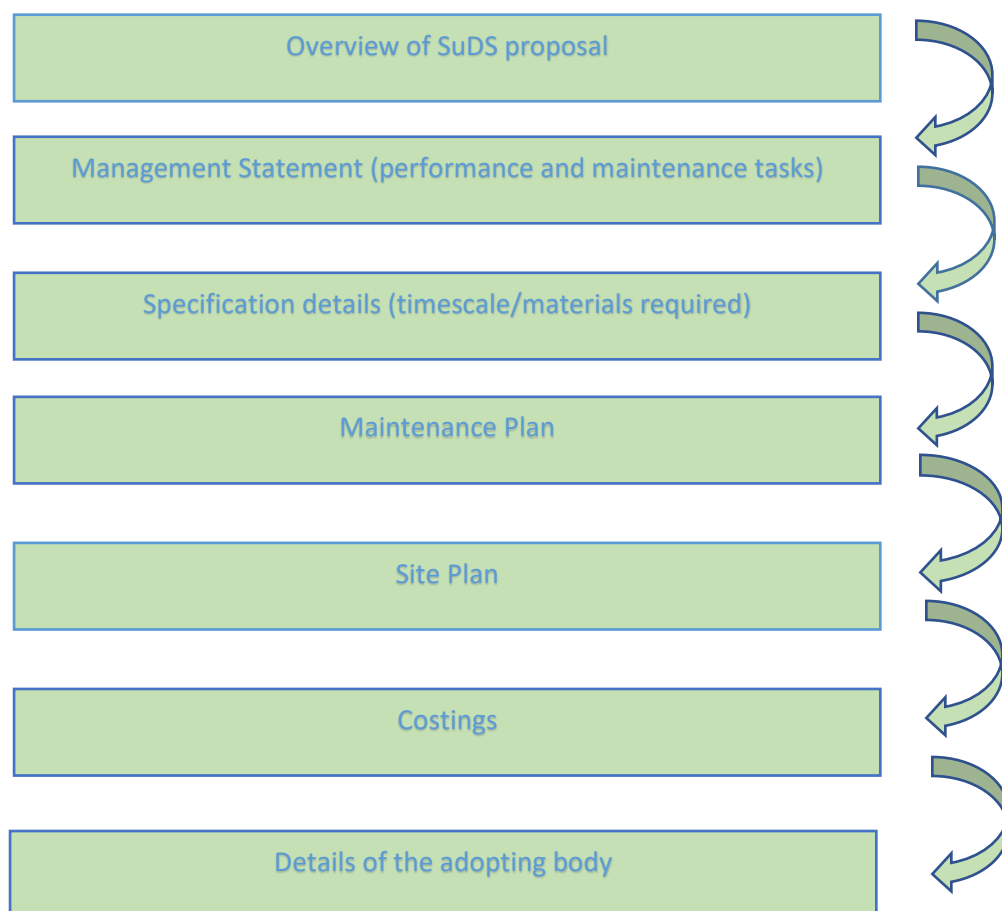 Overview of SuDS proposal
Management Statement (performance and maintenance tasks)
Specification details (timescale/materials required)
Maintenance Plan
Site Plan
Costings
Details of the adopting body